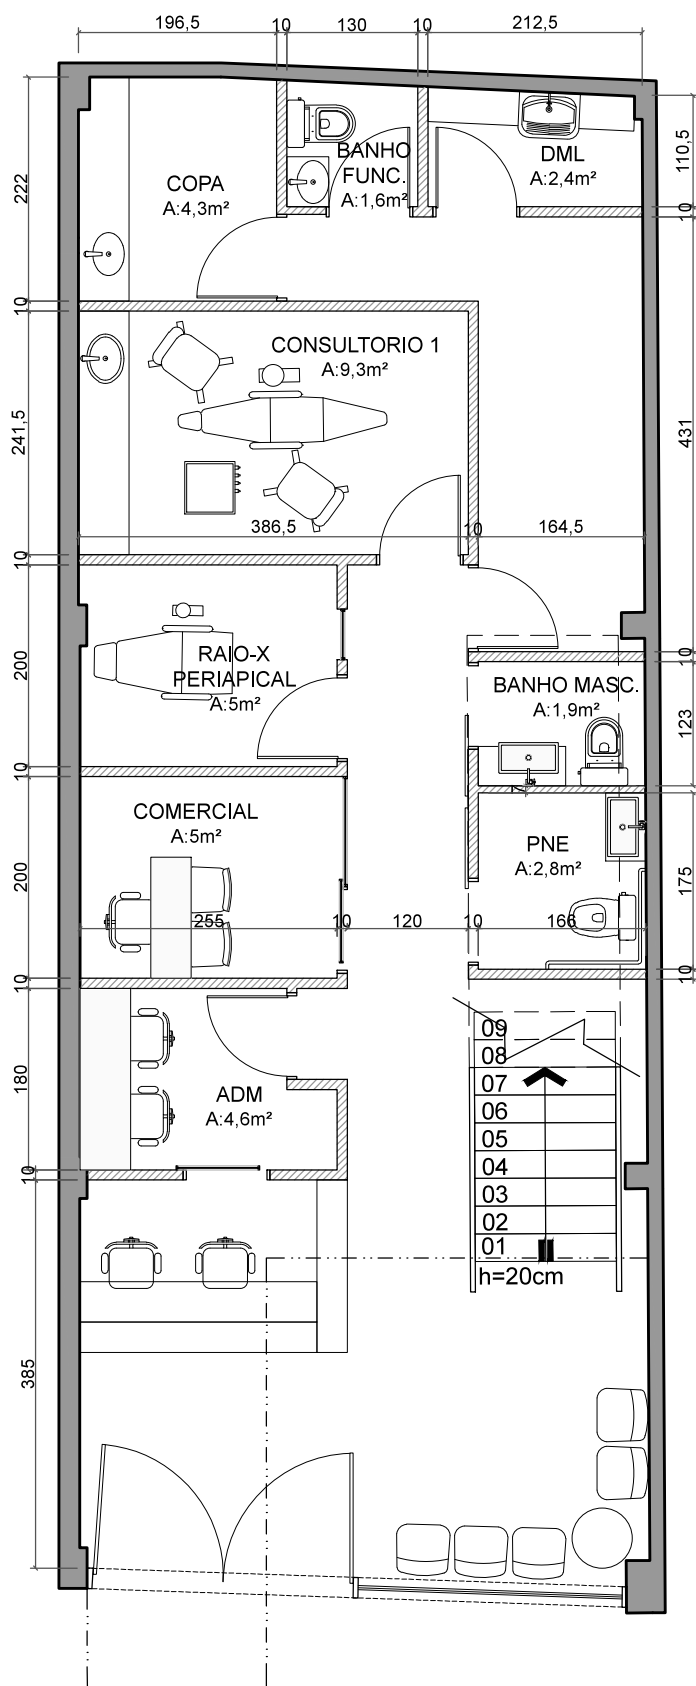 196,5
10
130
10
212,5
222
COPA
A:4,3m²
BANHO
FUNC.
A:1,6m²
DML
A:2,4m²
110,5
10
10
CONSULTORIO 1
A:9,3m²
241,5
431
386,5
10
164,5
10
RAIO-X
PERIAPICAL
A:5m²
200
10
BANHO MASC.
A:1,9m²
123
10
7
COMERCIAL
A:5m²
200
PNE
A:2,8m²
175
255
10
120
10
166
10
10
180
ADM
A:4,6m²
10
09
08
07
06
05
04
03
02
01
h=20cm
385